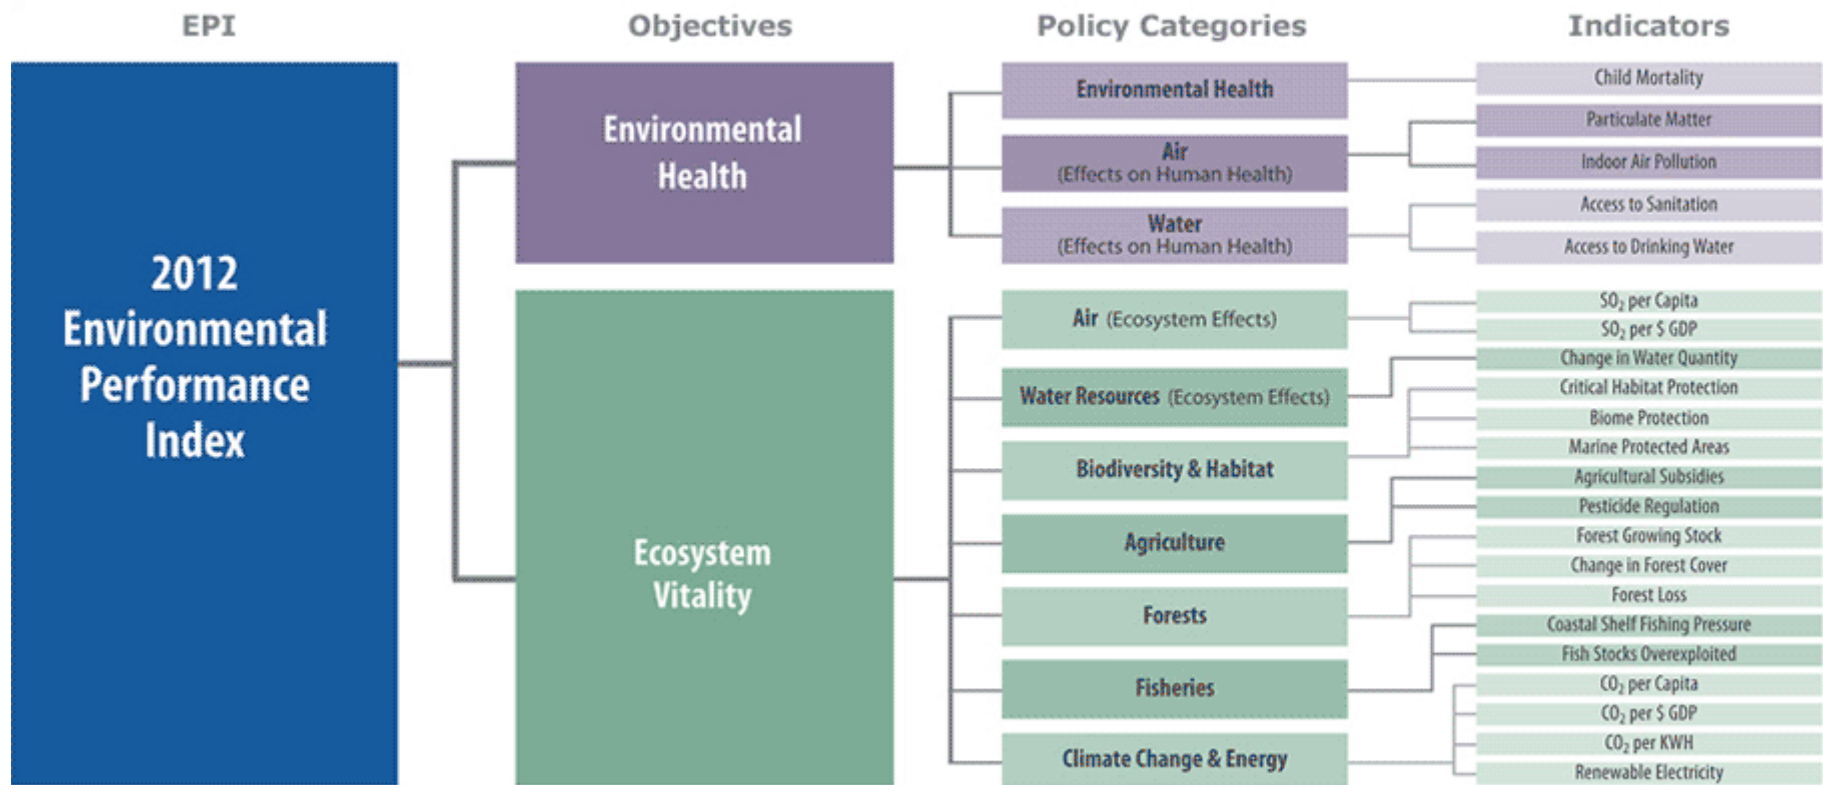 EPI
Objectives
Policy Categories
Indicators
2012
Environmental
Performance
Index
Environmental
Health
Ecosystem
Vitality
Environmental Health
Air
(Effects on Human Health)
Water
(Effects on Human Health)
Air (Ecosystem Effects)
Water Resources (Ecosystem Effects)
Biodiversity & Habitat
Agriculture
Forests
Fisheries
Climate Change & Energy
Child Mortality
Particulate Matter
Indoor Air Pollution
Access to Sanitation
Access to Drinking Water
SO₂ per Capita
SO₂ per $ GDP
Change in Water Quantity
Critical Habitat Protection
Biome Protection
Marine Protected Areas
Agricultural Subsidies
Pesticide Regulation
Forest Growing Stock
Change in Forest Cover
Forest Loss
Coastal Shelf Fishing Pressure
Fish Stocks Overexploited
CO₂ per Capita
CO₂ per $ GDP
CO₂ per KWH
Renewable Electricity